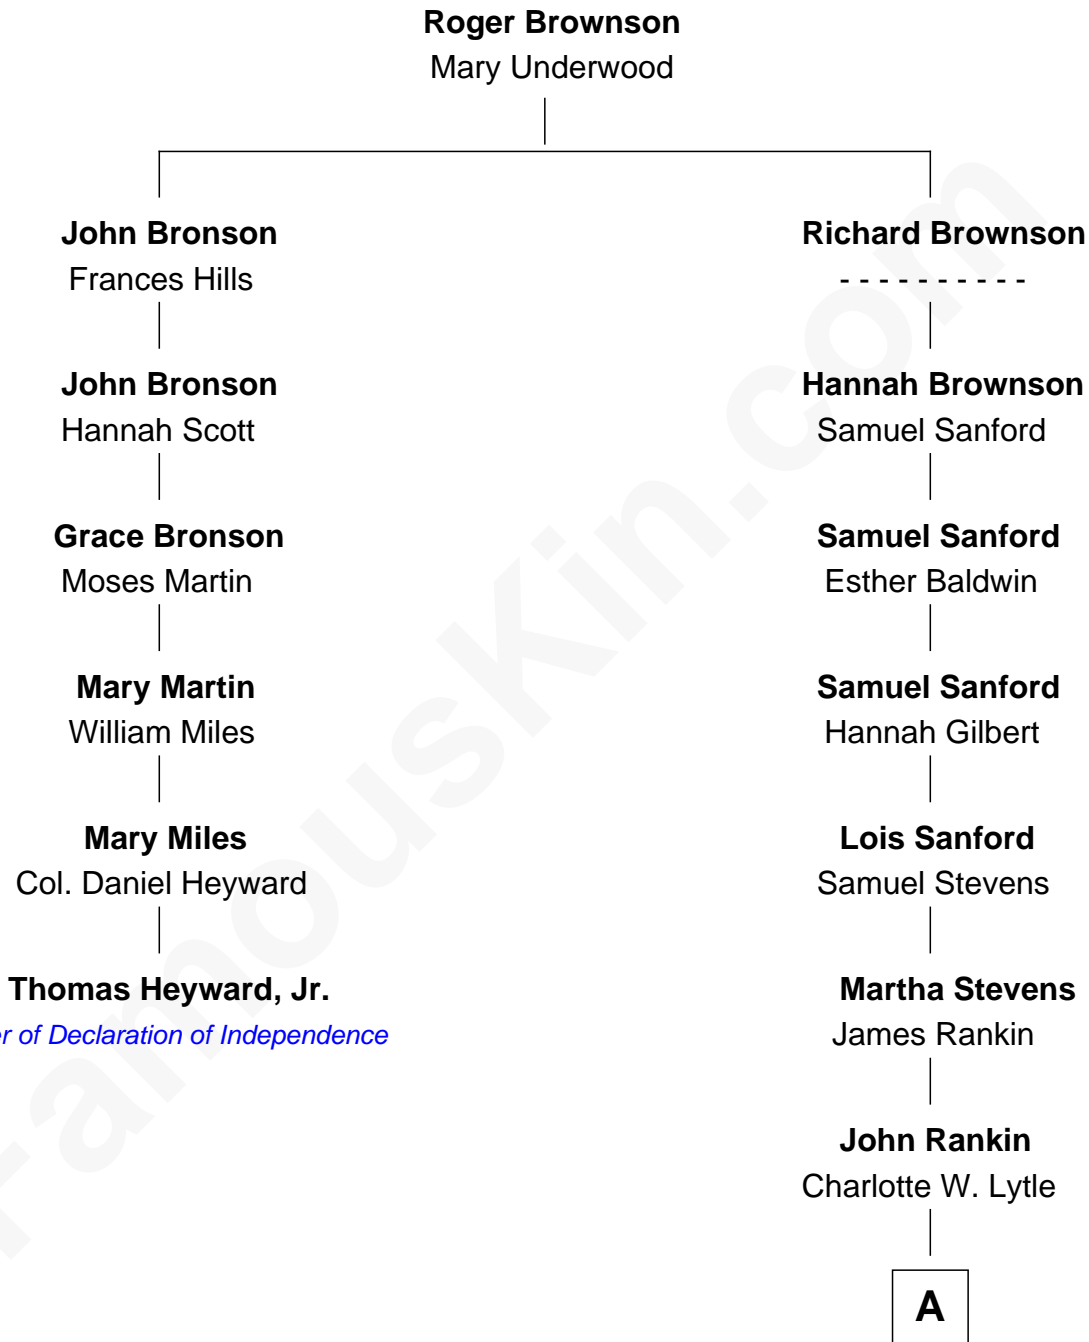 Roger Brownson
Mary Underwood
John Bronson
Frances Hills
John Bronson
Hannah Scott
Grace Bronson
Moses Martin
Mary Martin
William Miles
Mary Miles
Col. Daniel Heyward
Thomas Heyward, Jr.
of Declaration of Independence
Richard Brownson
- - - - - - - - - -
Hannah Brownson
Samuel Sanford
Samuel Sanford
Esther Baldwin
Samuel Sanford
Hannah Gilbert
Lois Sanford
Samuel Stevens
Martha Stevens
James Rankin
John Rankin
Charlotte W. Lytle
A
FamousKin.com